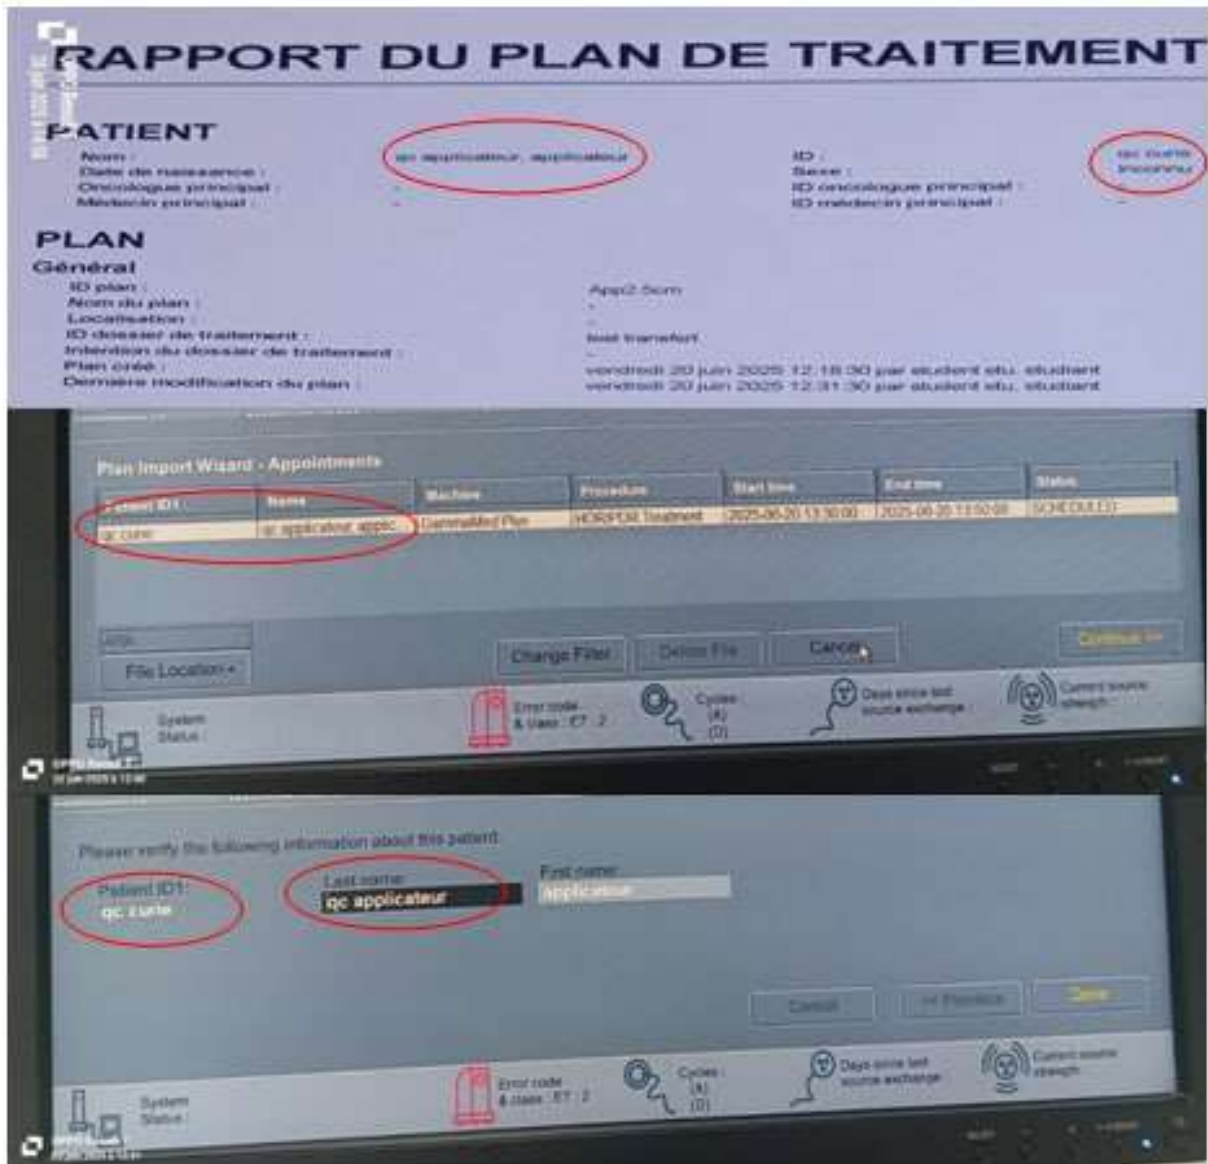 RAPPORT DU PLAN DE TRAITEMENT
PATIENT
Nom : qc applicateur, applicateur ID : qc curie
Date de naissance : Sexe : Inconnu
Oncologue principal : - ID oncologue principal : -
Médecin principal : - ID médecin principal : -
PLAN
Général
ID plan : App2.5cm
Nom du plan : -
Localisation : -
ID dossier de traitement : test transfert
Intention du dossier de traitement : -
Plan créé : vendredi 20 juin 2025 12:18:30 par student etu, etudiant
Dernière modification du plan : vendredi 20 juin 2025 12:31:30 par student etu, etudiant
Plan Import Wizard - Appointments
Patient ID1 Name Machine Procedure Start time End time Status
qc curie qc applicateur, applic GammaMed Plus Treatment 2025-06-20 13:30:00 2025-06-20 13:50:00 SCHEDULED
File Location Change Filter Delete File Cancel Continue >>
System Status : Error code & class : E7 : 2 Cycles : (A) (D) Days since last source exchange : Current source strength :
Please verify the following information about this patient
Patient ID1: Last name: First name:
qc curie qc applicateur applicateur
Cancel << Previous Done
System Status : Error code & class : E7 : 2 Cycles : (A) (D) Days since last source exchange : Current source strength :